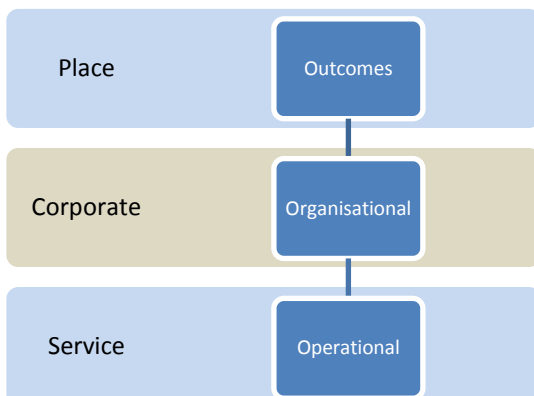 Place
Outcomes
Corporate
Organisational
Service
Operational